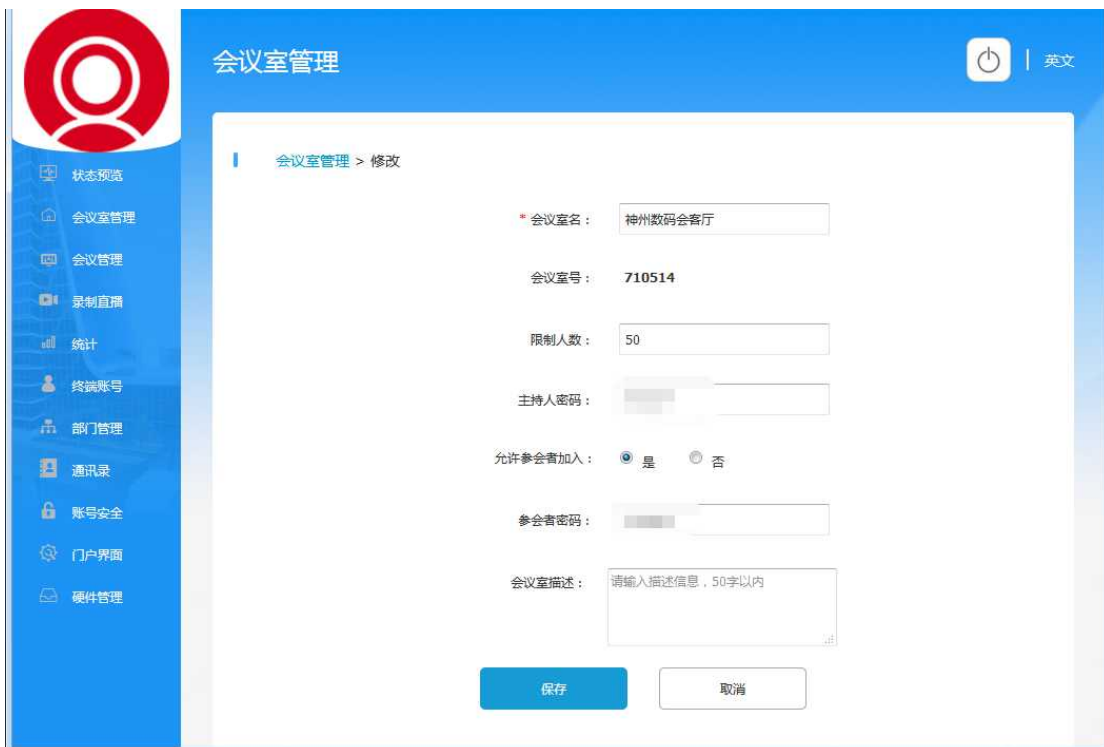 会议室管理
英文
会议室管理 > 修改
状态预览
会议室管理
会议管理
录制直播
统计
终端账号
部门管理
通讯录
账号安全
门户界面
硬件管理
* 会议室名：
神州数码会客厅
会议室号：
710514
限制人数：
50
主持人密码：
允许参会者加入：
是
否
参会者密码：
会议室描述：
请输入描述信息，50字以内
保存
取消